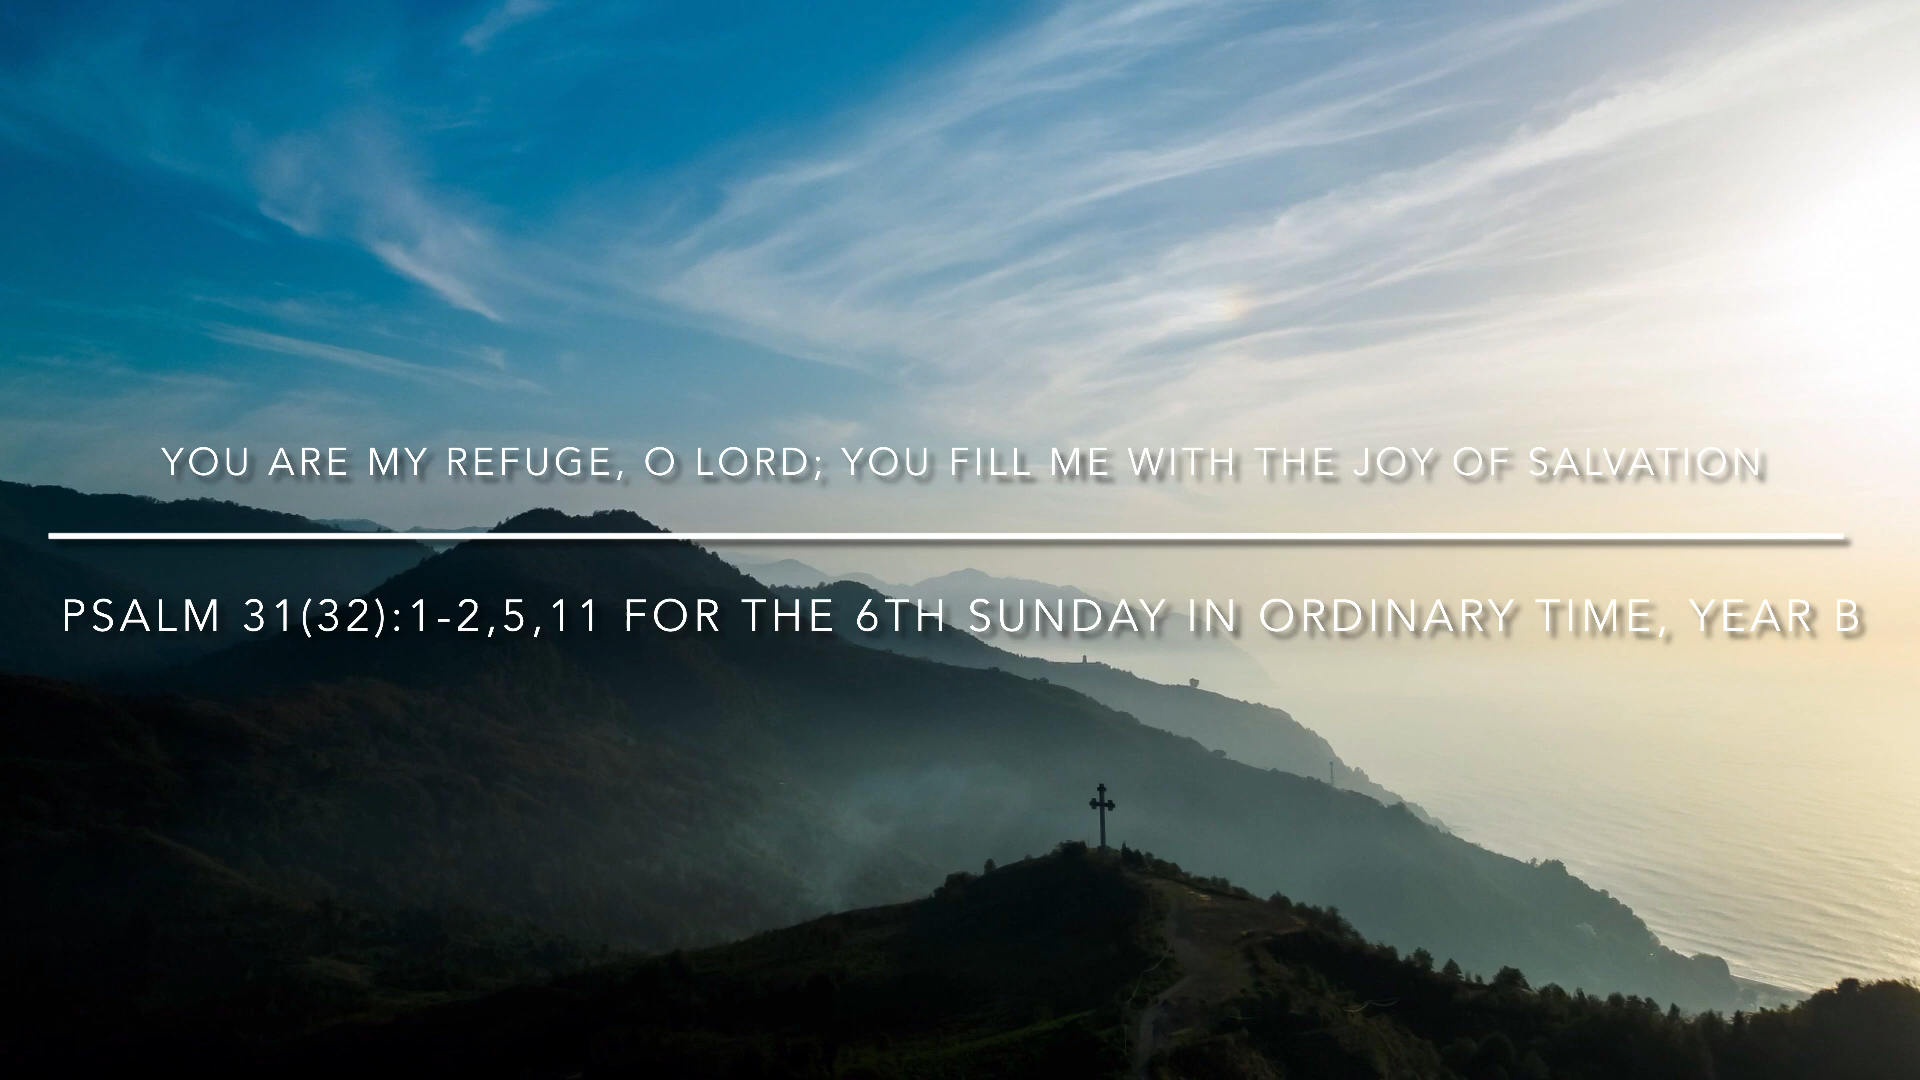 YOU ARE MY REFUGE, O LORD; YOU FILL ME WITH THE JOY OF SALVATION
PSALM 31(32):1-2,5,11 FOR THE 6TH SUNDAY IN ORDINARY TIME, YEAR B